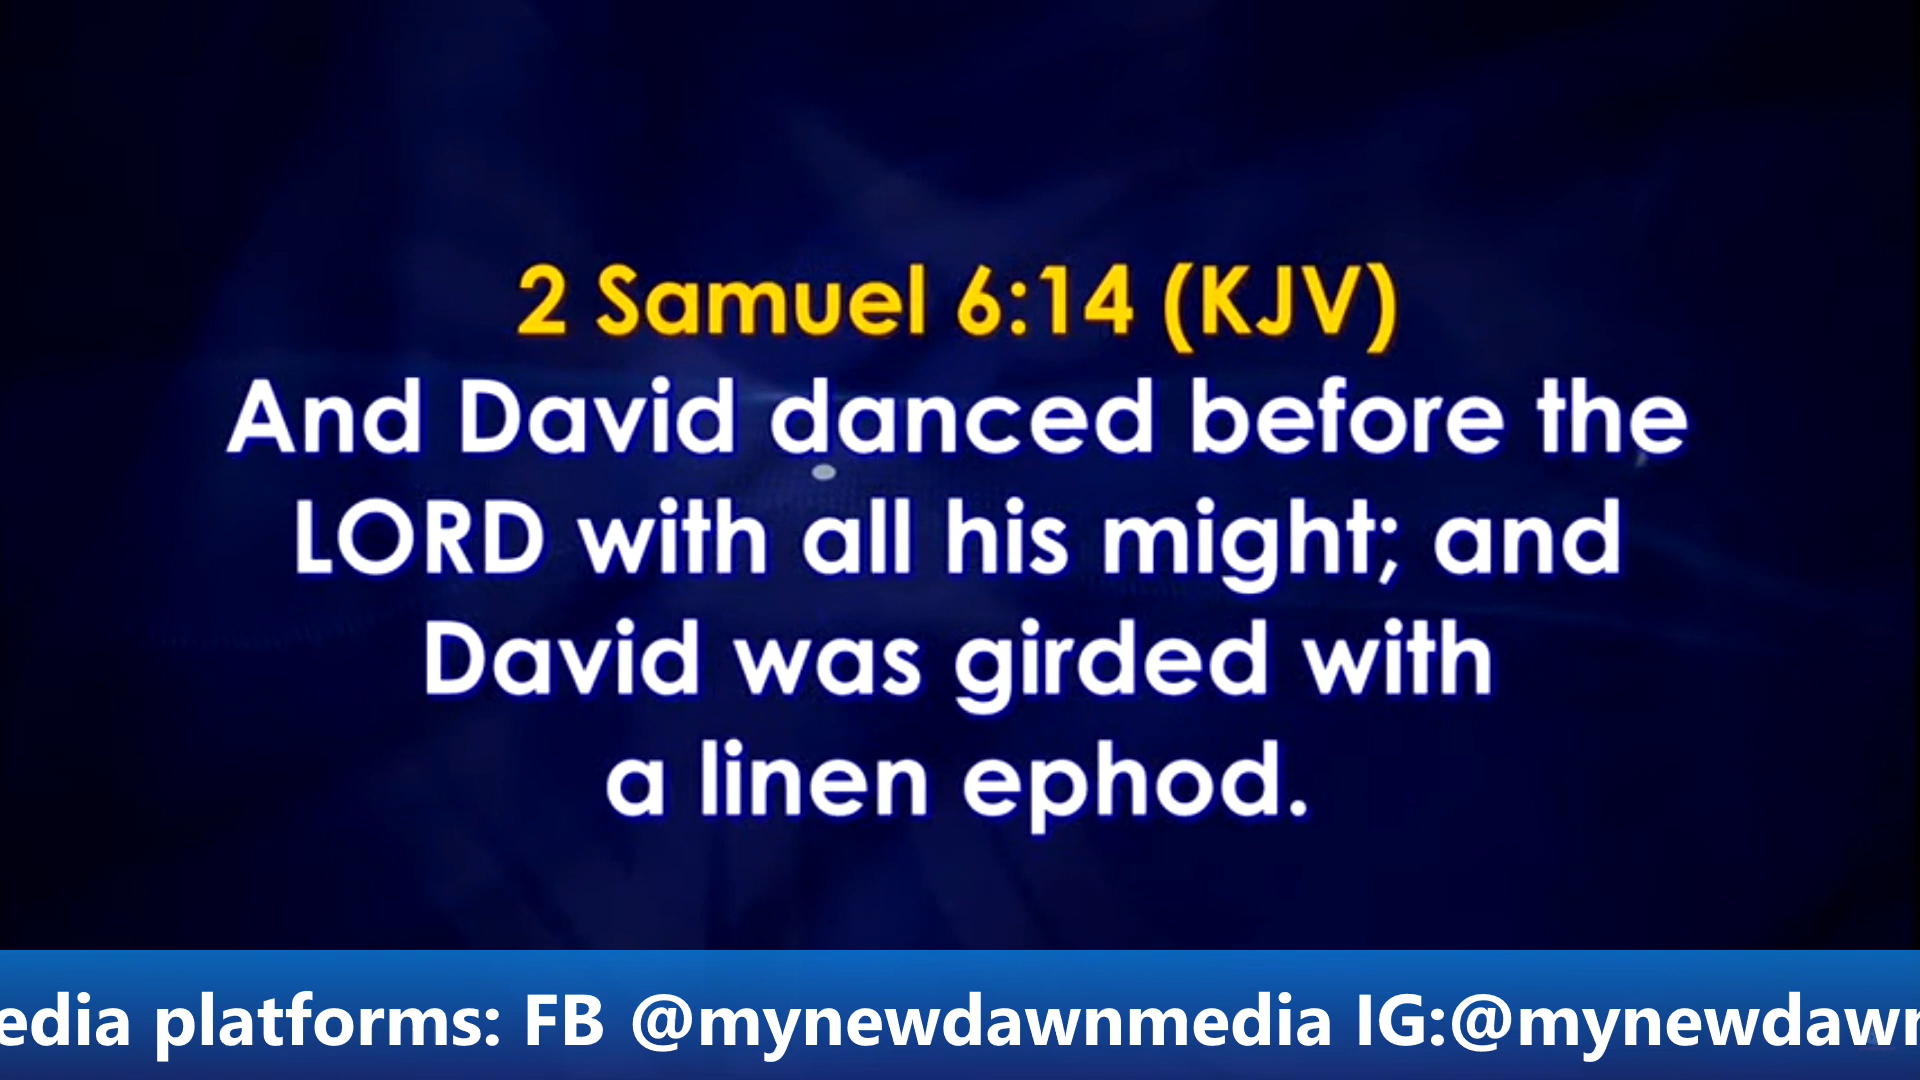 2 Samuel 6:14 (KJV)
And David danced before the
LORD with all his might; and
David was girded with
a linen ephod.
edia platforms: FB @mynewdawnmedia IG:@mynewdawn